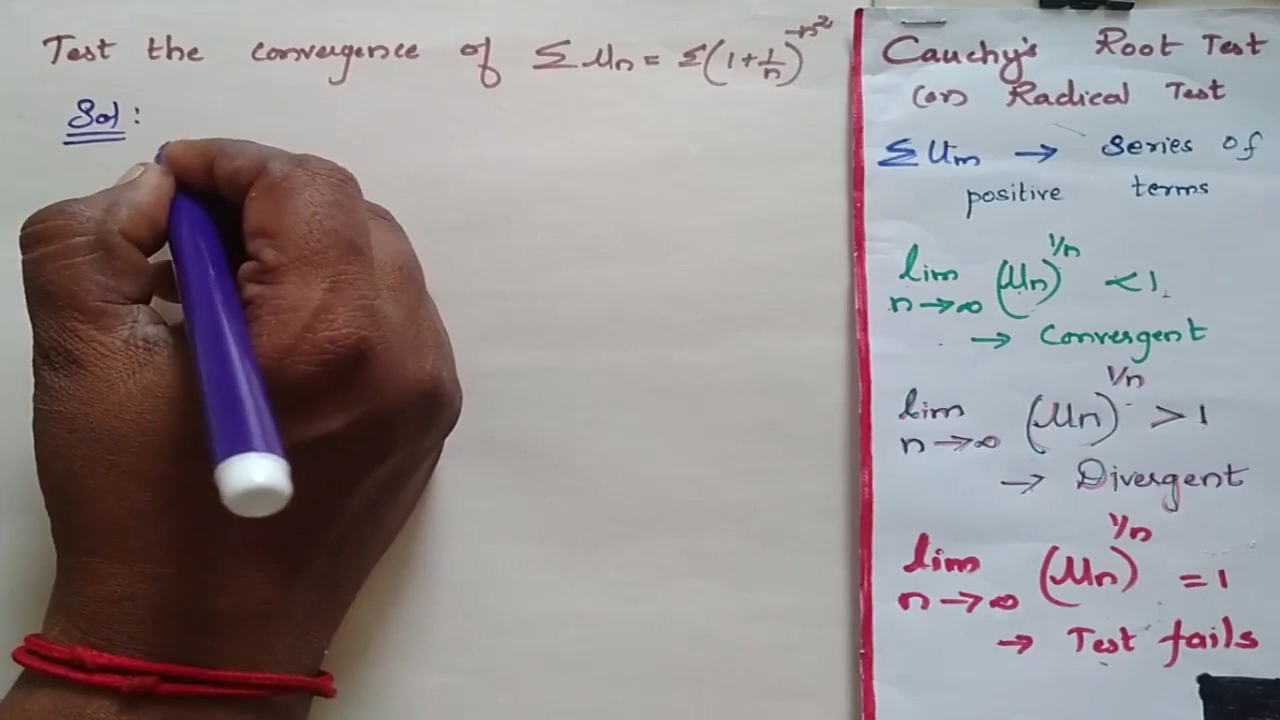 Test the convergence of Σ un = Σ(1+1/n)^-n²
Sol :
Cauchy's Root Test
(or) Radical Test
Σ un → Series of
positive terms
lim n→∞ (un)^1/n < 1
→ Convergent
lim n→∞ (un)^1/n > 1
→ Divergent
lim n→∞ (un)^1/n = 1
→ Test fails